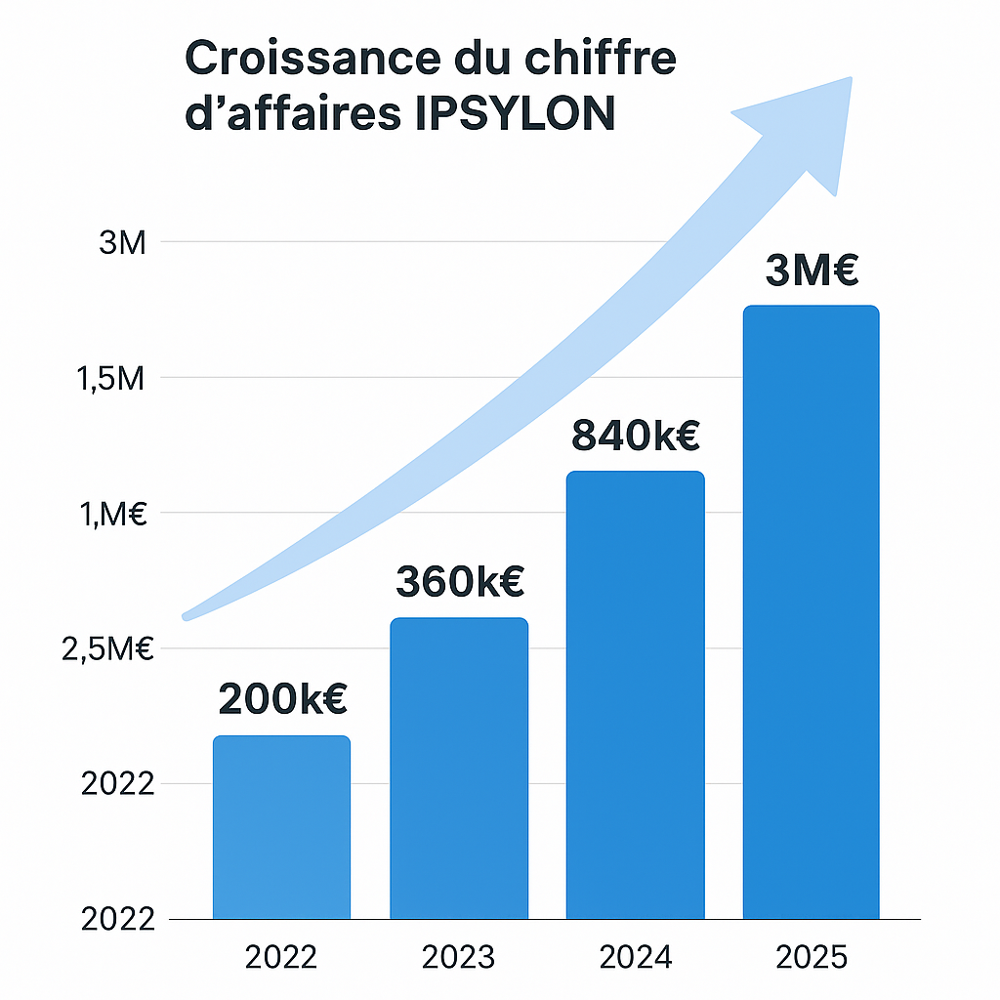 Croissance du chiffre
d’affaires IPSYLON
3M
3M€
1,5M
840k€
1,M€
360k€
2,5M€
200k€
2022
2022
2022 2023 2024 2025